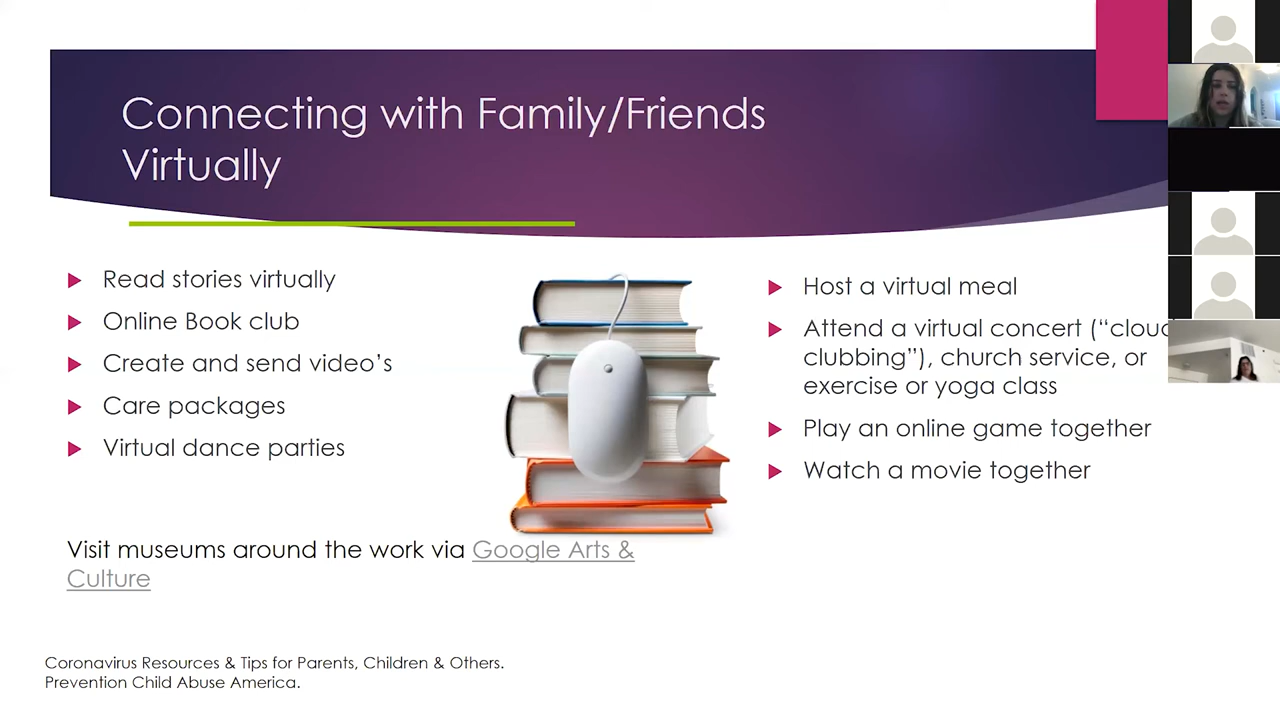 Connecting with Family/Friends
Virtually
Read stories virtually
Online Book club
Create and send video’s
Care packages
Virtual dance parties
Visit museums around the work via Google Arts &
Culture
Host a virtual meal
Attend a virtual concert (“cloud
clubbing”), church service, or
exercise or yoga class
Play an online game together
Watch a movie together
Coronavirus Resources & Tips for Parents, Children & Others.
Prevention Child Abuse America.